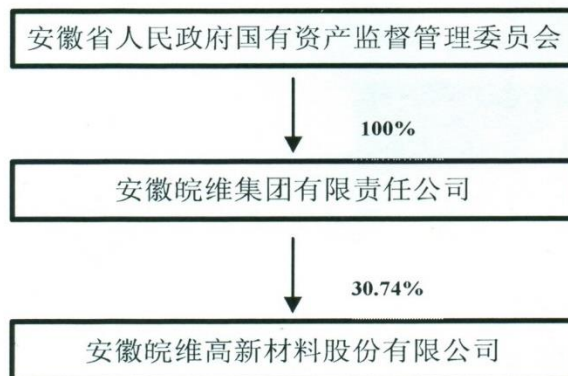 安徽省人民政府国有资产监督管理委员会
100%
安徽皖维集团有限责任公司
30.74%
安徽皖维高新材料股份有限公司